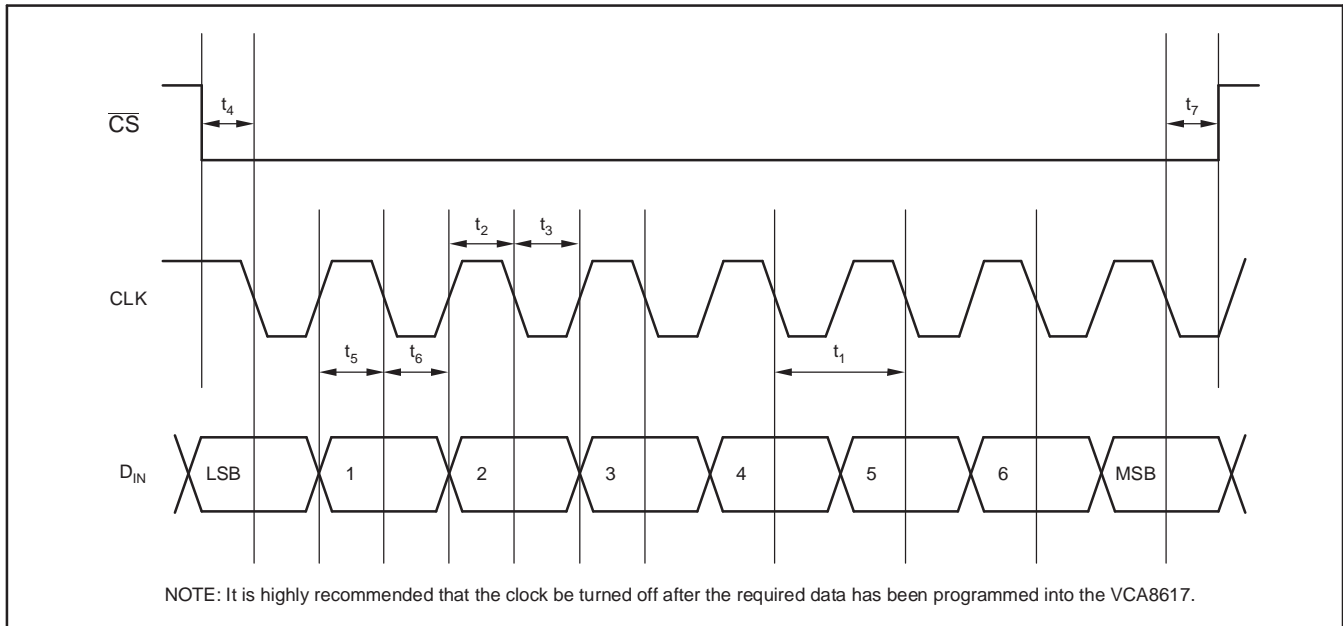 t4
t7
CS
t2
t3
CLK
t5
t6
t1
DIN
LSB
1
2
3
4
5
6
MSB
NOTE: It is highly recommended that the clock be turned off after the required data has been programmed into the VCA8617.